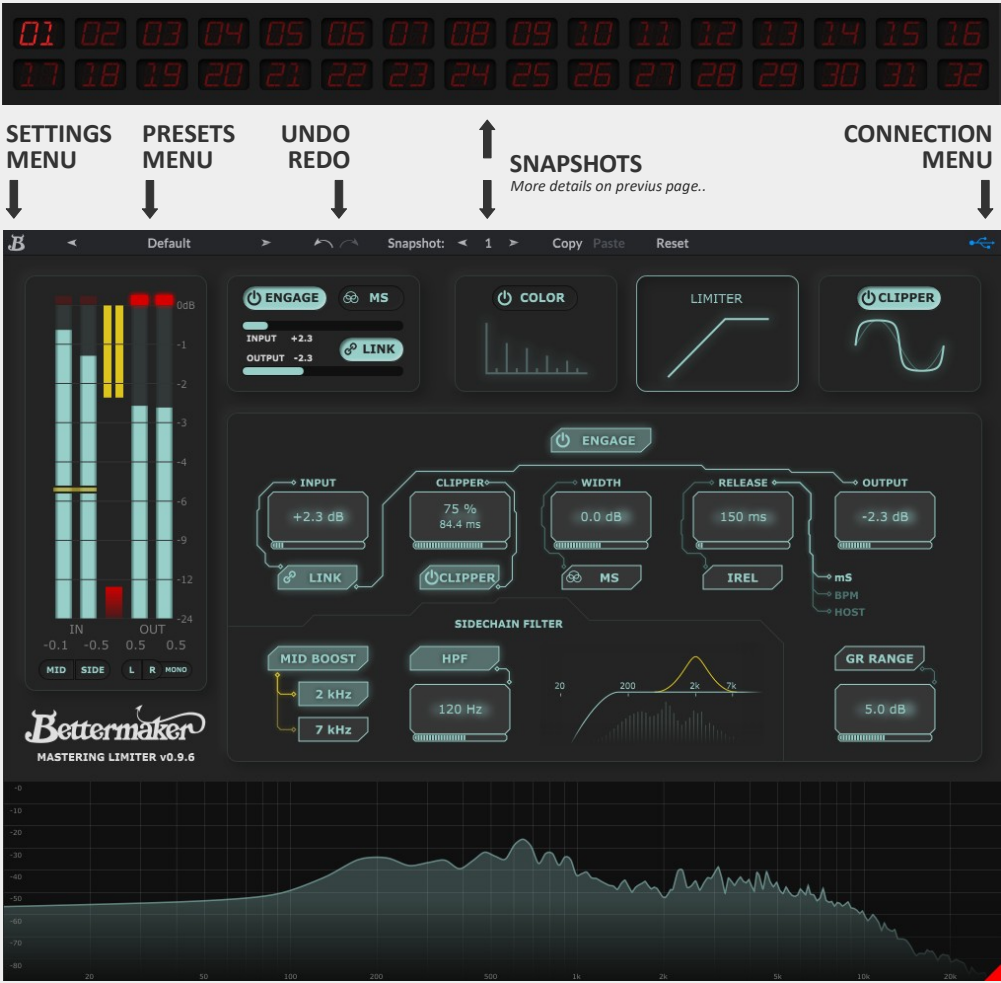 01 02 03 04 05 06 07 08 09 10 11 12 13 14 15 16
17 18 19 20 21 22 23 24 25 26 27 28 29 30 31 32
SETTINGS
MENU
PRESETS
MENU
UNDO
REDO
SNAPSHOTS
More details on previus page..
CONNECTION
MENU
B Default Snapshot: 1 Copy Paste Reset
0dB
-1
-2
-3
-4
-6
-9
-12
-24
IN OUT
-0.1 -0.5 0.5 0.5
MID SIDE L R MONO
ENGAGE MS
INPUT +2.3
OUTPUT -2.3
LINK
COLOR
LIMITER
CLIPPER
ENGAGE
INPUT
+2.3 dB
LINK
CLIPPER
75 %
84.4 ms
CLIPPER
WIDTH
0.0 dB
MS
RELEASE
150 ms
IREL
OUTPUT
-2.3 dB
mS
BPM
HOST
SIDECHAIN FILTER
MID BOOST
2 kHz
7 kHz
HPF
120 Hz
20 200 2k 7k
GR RANGE
5.0 dB
Bettermaker
MASTERING LIMITER v0.9.6
-0
-10
-20
-30
-40
-50
-60
-70
-80
20 50 100 200 500 1k 2k 5k 10k 20k